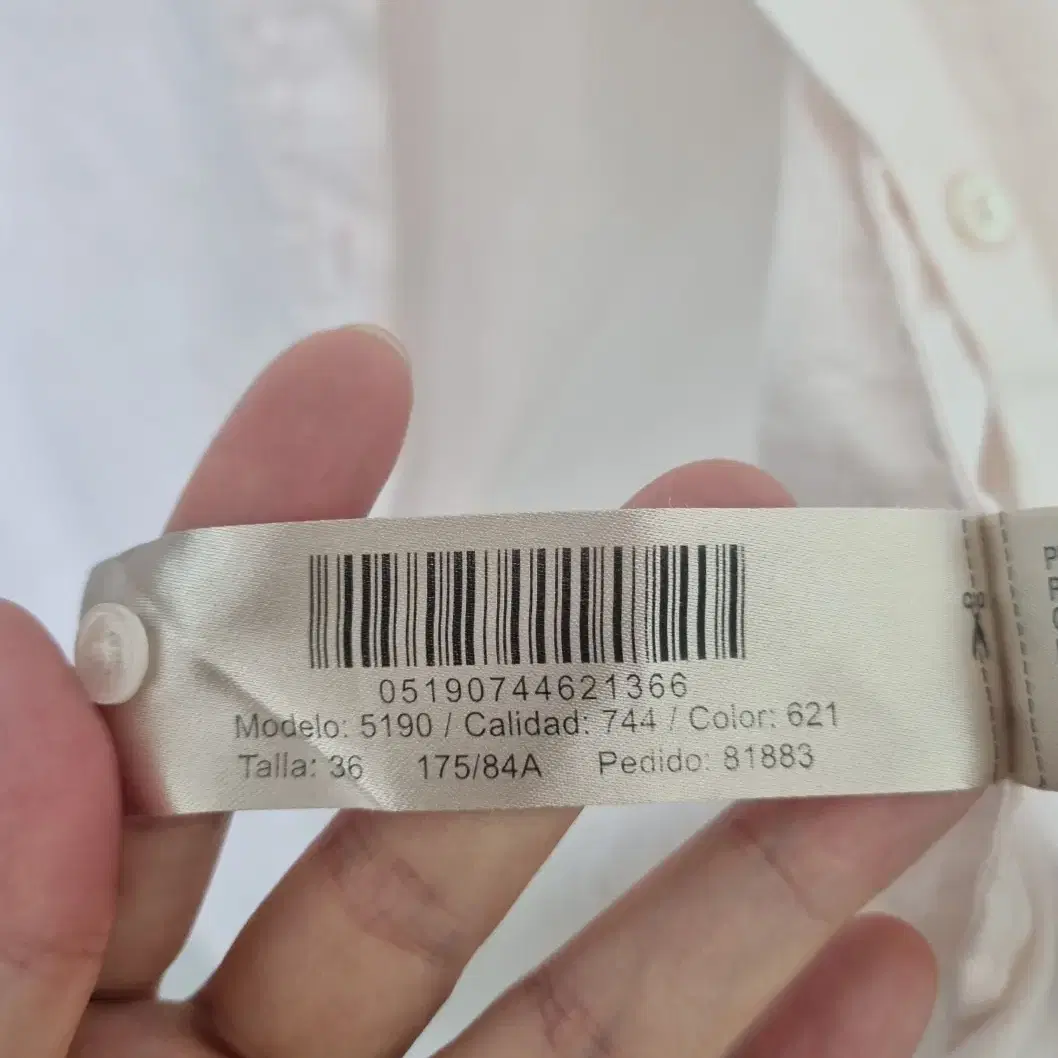 05190744621366
Modelo: 5190 / Calidad: 744 / Color: 621
Talla: 36 175/84A Pedido: 81883